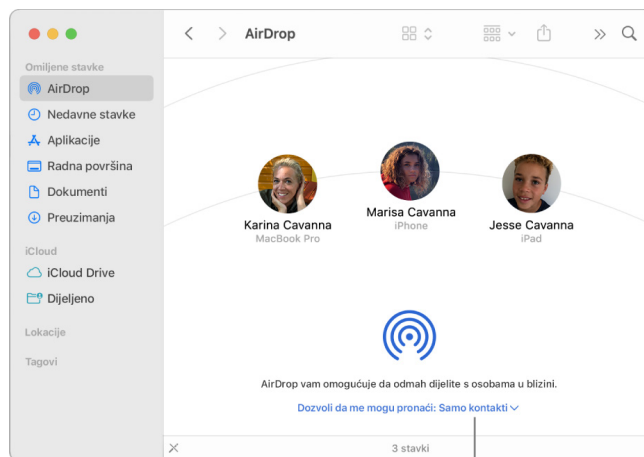 AirDrop
Omiljene stavke
AirDrop
Nedavne stavke
Aplikacije
Radna površina
Dokumenti
Preuzimanja
iCloud
iCloud Drive
Dijeljeno
Lokacije
Tagovi
Karina Cavanna
MacBook Pro
Marisa Cavanna
iPhone
Jesse Cavanna
iPad
AirDrop vam omogućuje da odmah dijelite s osobama u blizini.
Dozvoli da me mogu pronaći: Samo kontakti
3 stavki